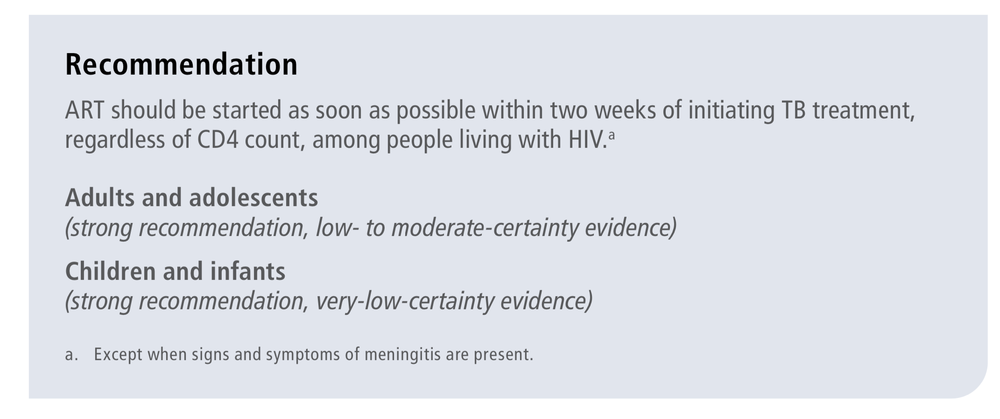 Recommendation
ART should be started as soon as possible within two weeks of initiating TB treatment,
regardless of CD4 count, among people living with HIV.ᵃ
Adults and adolescents
(strong recommendation, low- to moderate-certainty evidence)
Children and infants
(strong recommendation, very-low-certainty evidence)
a. Except when signs and symptoms of meningitis are present.